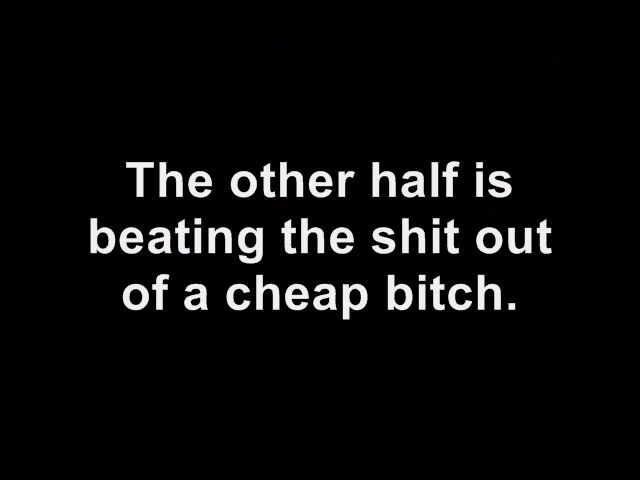 The other half is
beating the shit out
of a cheap bitch.